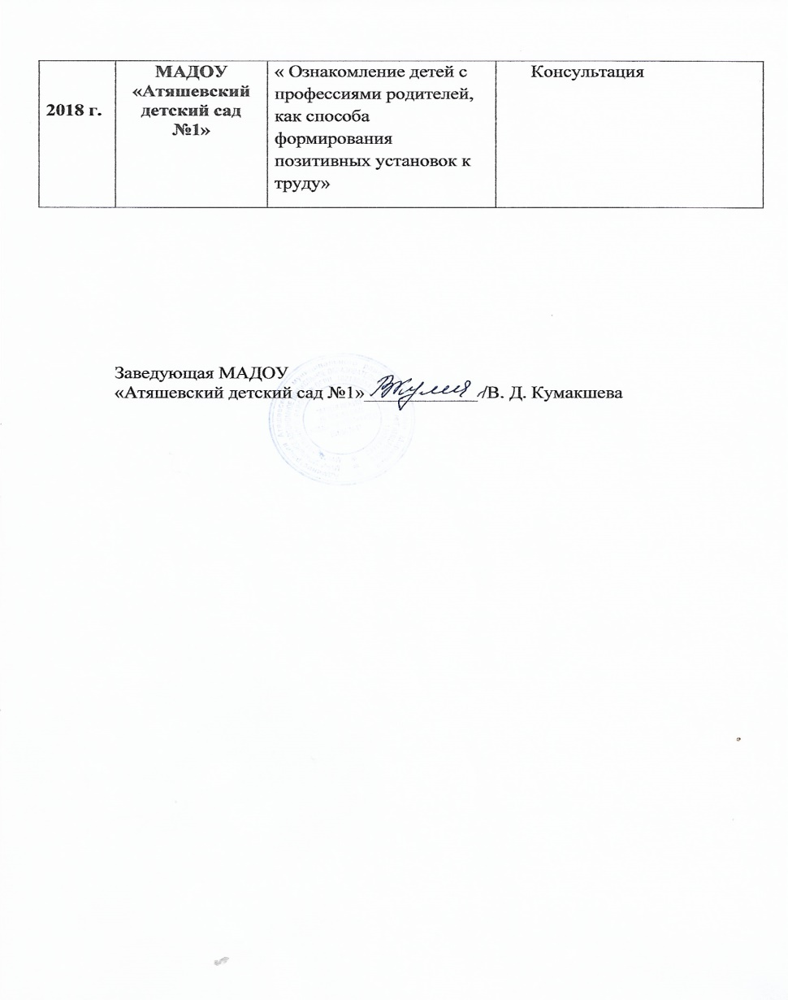 2018 г.
МАДОУ
«Атяшевский
детский сад
№1»
« Ознакомление детей с
профессиями родителей,
как способа
формирования
позитивных установок к
труду»
Консультация
Заведующая МАДОУ
«Атяшевский детский сад №1»_____________/В. Д. Кумакшева